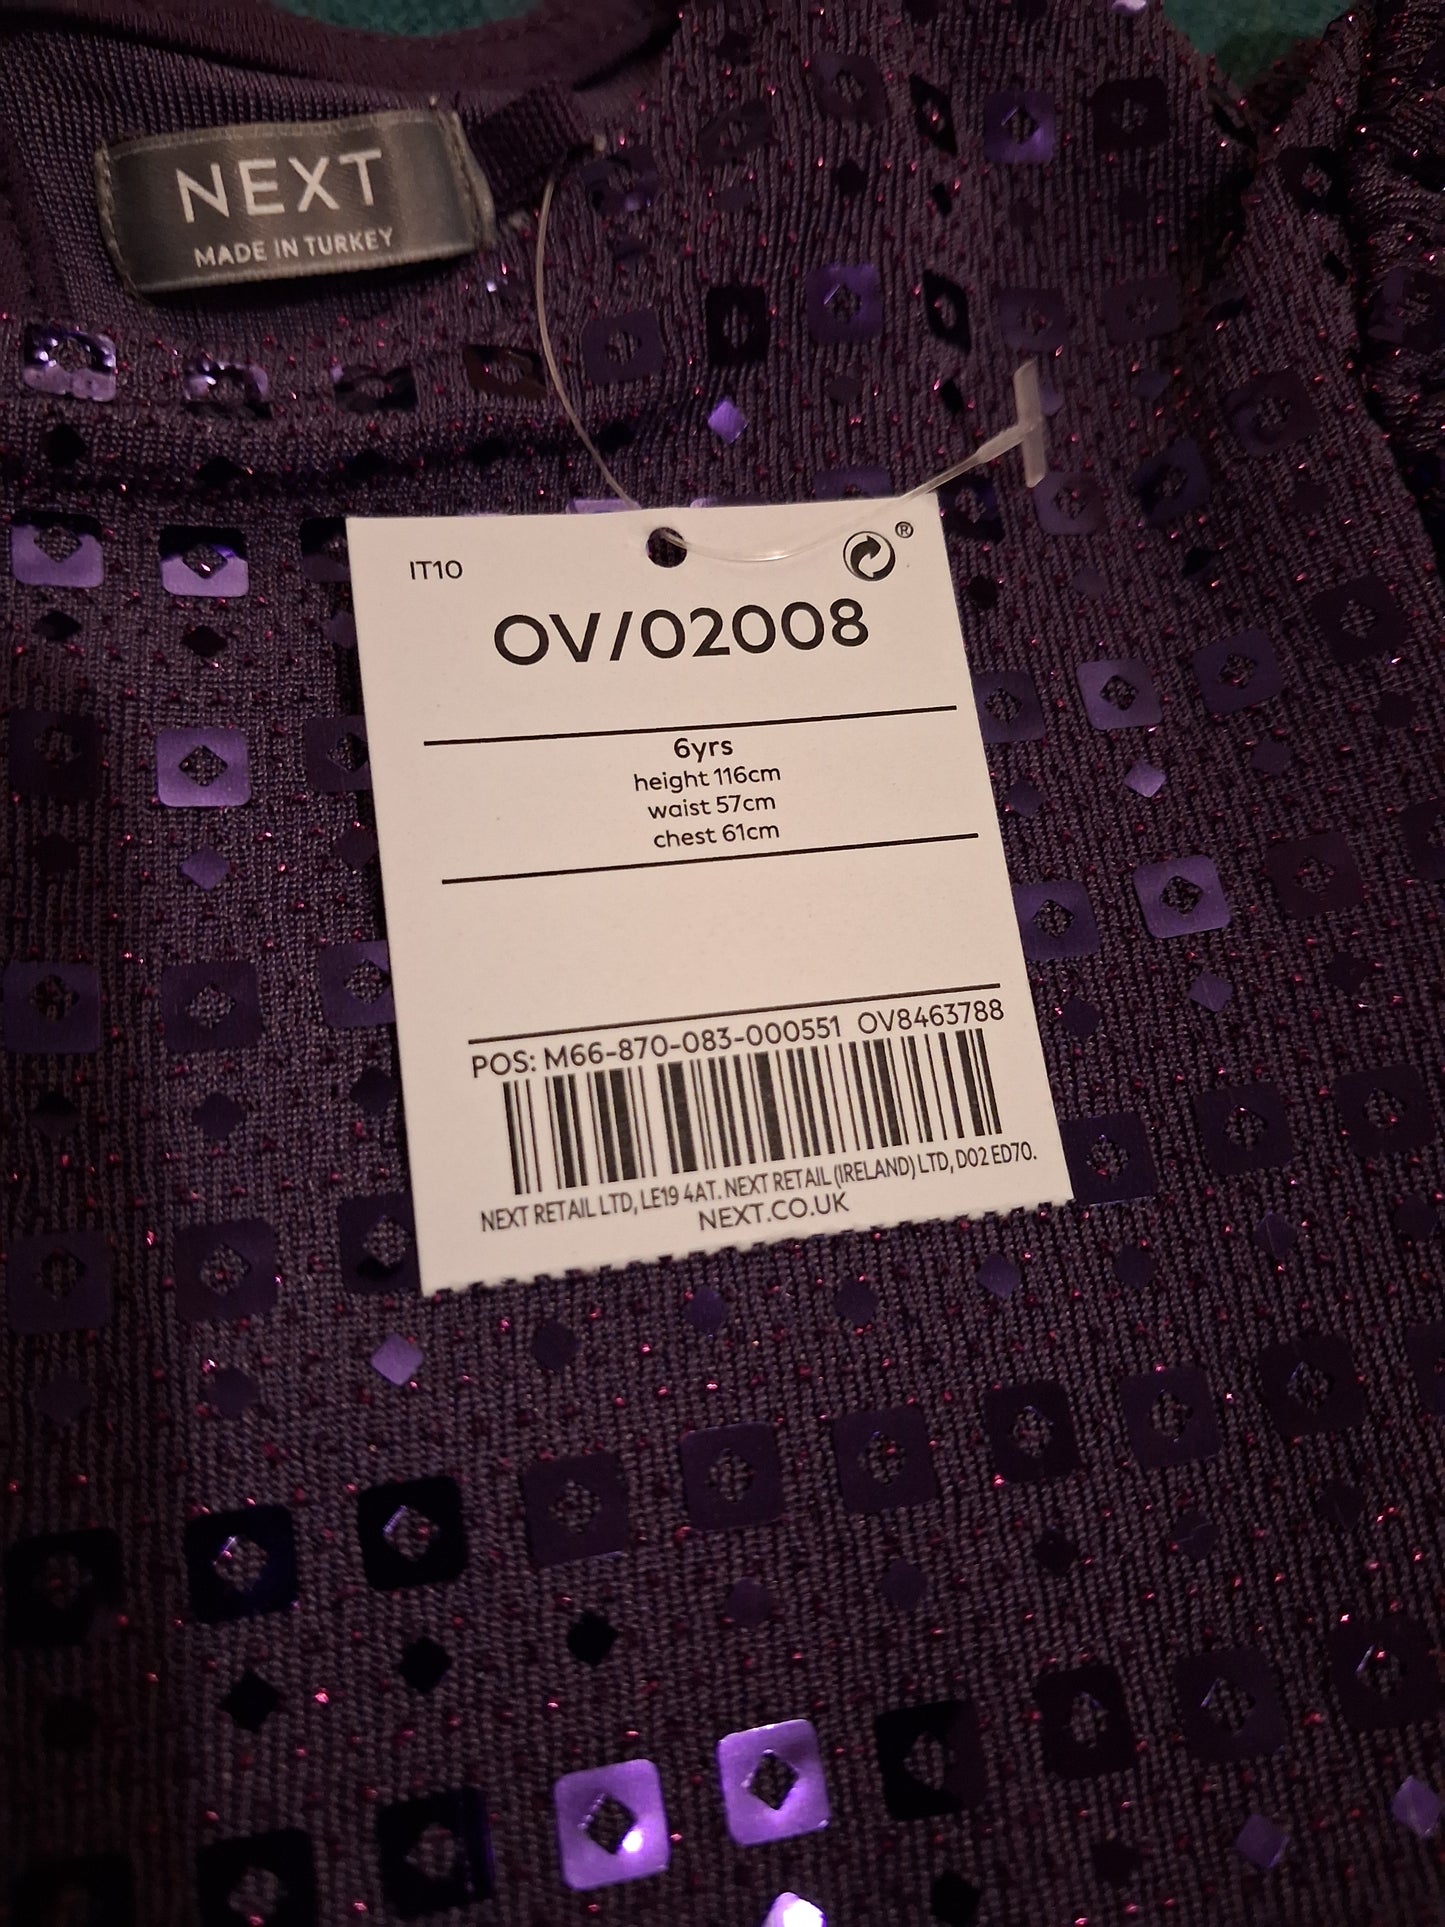 NEXT
MADE IN TURKEY
IT10
®
OV/02008
6yrs
height 116cm
waist 57cm
chest 61cm
POS: M66-870-083-000551 OV8463788
NEXT RETAIL LTD, LE19 4AT. NEXT RETAIL (IRELAND) LTD, D02 ED70.
NEXT.CO.UK